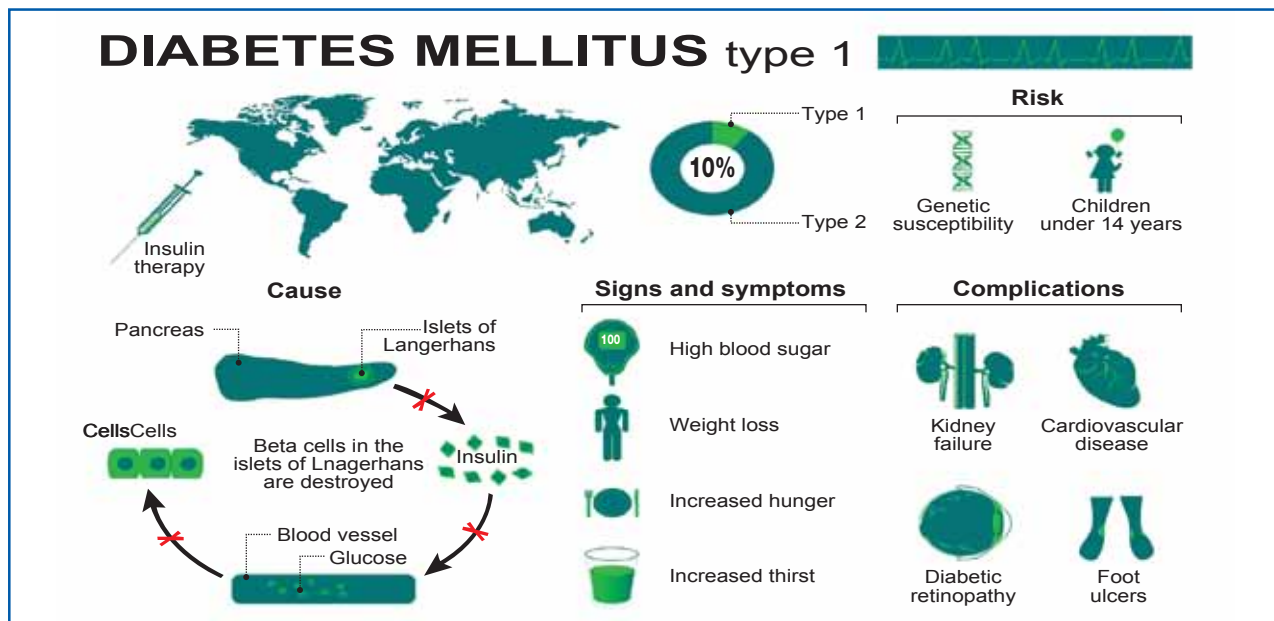 DIABETES MELLITUS type 1
Type 1
10%
Type 2
Risk
Genetic
susceptibility
Children
under 14 years
Insulin
therapy
Cause
Pancreas
Islets of
Langerhans
CellsCells
Beta cells in the
islets of Lnagerhans
are destroyed
Insulin
Blood vessel
Glucose
Signs and symptoms
100
High blood sugar
Weight loss
Increased hunger
Increased thirst
Complications
Kidney
failure
Cardiovascular
disease
Diabetic
retinopathy
Foot
ulcers